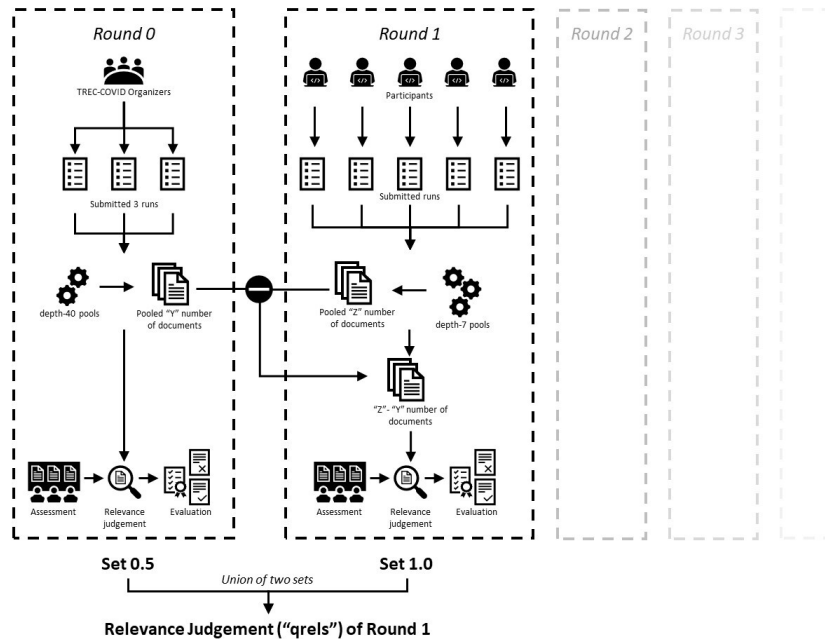 Round 0
TREC-COVID Organizers
Submitted 3 runs
depth-40 pools
Pooled “Y” number
of documents
Assessment
Relevance
judgement
Evaluation
Set 0.5
Round 1
Participants
Submitted runs
Pooled “Z” number
of documents
depth-7 pools
“Z”- “Y” number of
documents
Assessment
Relevance
judgement
Evaluation
Set 1.0
Round 2
Round 3
Union of two sets
Relevance Judgement (“qrels”) of Round 1